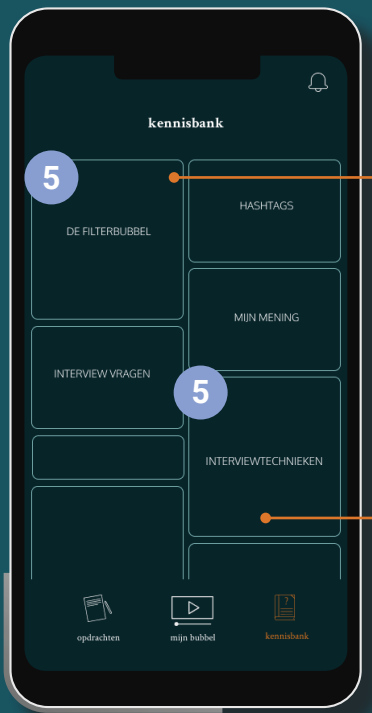 kennisbank
5
DE FILTERBUBBEL
HASHTAGS
MIJN MENING
INTERVIEW VRAGEN
5
INTERVIEWTECHNIEKEN
?
opdrachten
mijn bubbel
kennisbank